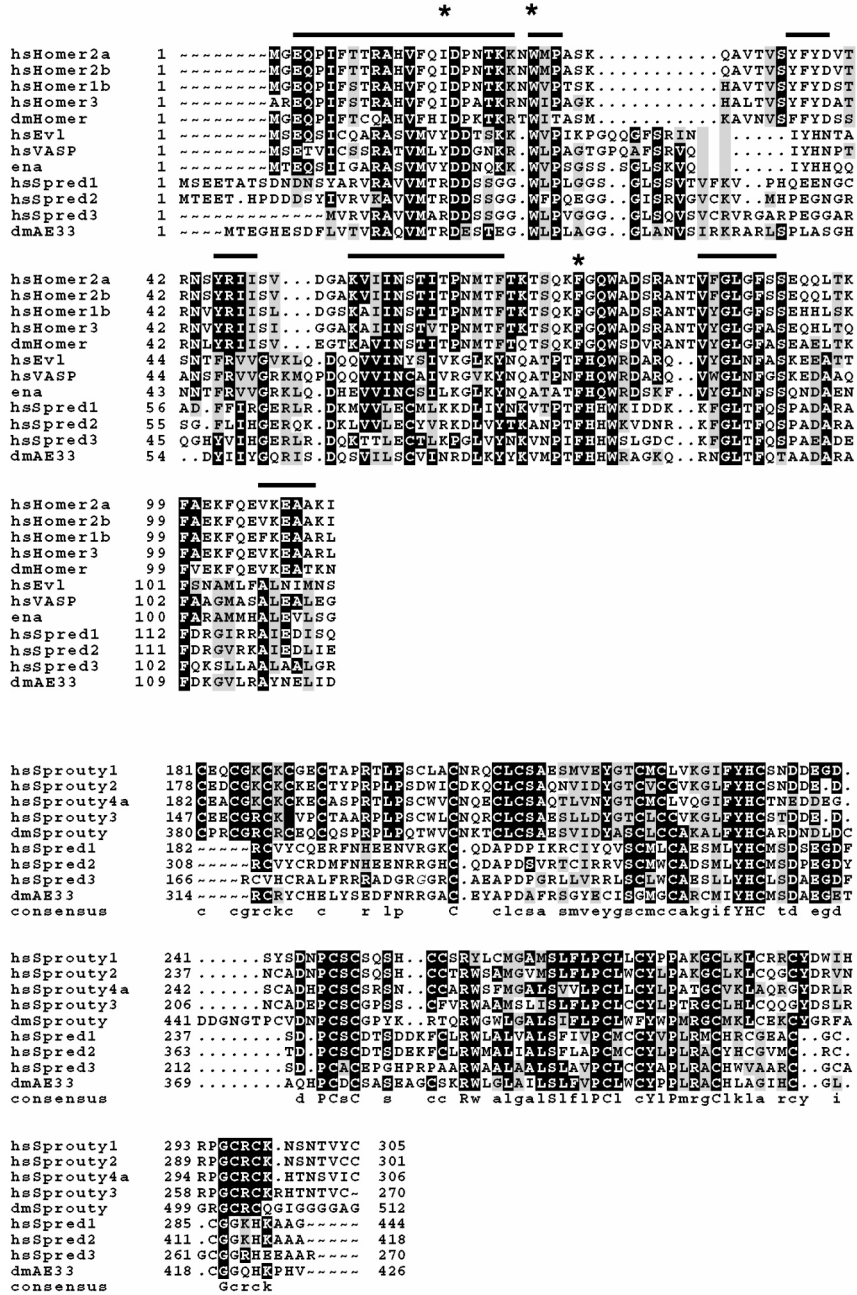 * *
hsHomer2a 1 ~~~~~~~~MGEQPIFTTRAHVFQIDPNTKKNWMPASK..........QAVTVSYFYDVT
hsHomer2b 1 ~~~~~~~~MGEQPIFTTRAHVFQIDPNTKKNWMPASK..........QAVTVSYFYDVT
hsHomer1b 1 ~~~~~~~~MGEQPIFSTRAHVFQIDPNTKKNWVPTSK..........HAVTVSYFYDST
hsHomer3 1 ~~~~~~~~AREQPIFSTRAHVFQIDPATKRNWIPAGK..........HALTVSYFYDAT
dmHomer 1 ~~~~~~~~MGEQPIFTCQAHVFHIDPKTKRTWITASM..........KAVNVSFFYDSS
hsEvl 1 ~~~~~~~~MSEQSICQARASVMVYDDTSKK.WVPIKPGQQGFSRIN....IYHNTA
hsVASP 1 ~~~~~~~~MSETVICSSRATVMLYDDGNKR.WLPAGTGPQAFSRVQ....IYHNPT
ena 1 ~~~~~~~~MTEQSIIGARASVMVYDDNQKK.WVPSGSS.SGLSKVQ....IYHHQQ
hsSpred1 1 MSEETATSDNDNSYARVRAVVMTRDDSSGG.WLPLGGS.GLSSVTVFKV..PHQEENGC
hsSpred2 1 MTEET.HPDDDSYIVRVKAVVMTRDDSSGG.WFPQEGG.GISRVGVCKV..MHPEGNGR
hsSpred3 1 ~~~~~~~~~~~MVRVRAVVMARDDSSGG.WLPVGGG.GLSQVSVCRVRGARPEGGAR
dmAE33 1 ~~~~MTEGHESDFLVTVRAQVMTRDESTEG.WLPLAGG.GLANVSIRKRARLSPLASGH
*
hsHomer2a 42 RNSYRIISV...DGAKVIINSTITPNMTFTKTSQKFGQWADSRANTVFGLGFSSEQQLTK
hsHomer2b 42 RNSYRIISV...DGAKVIINSTITPNMTFTKTSQKFGQWADSRANTVFGLGFSSEQQLTK
hsHomer1b 42 RNVYRIISL...DGSKAIINSTITPNMTFTKTSQKFGQWADSRANTVYGLGFSSEHHLSK
hsHomer3 42 RNVYRIISI...GGAKAIINSTVTPNMTFTKTSQKFGQWADSRANTVYGLGFASEQHLTQ
dmHomer 42 RNLYRIISV...EGTKAVINSTITPNMTFTQTSQKFGQWSDVRANTVYGLGFASEAELTK
hsEvl 44 SNTFRVVGVKLQ.DQQVVINYSIVKGLKYNQATPTFHQWRDARQ..VYGLNFASKEEATT
hsVASP 44 ANSFRVVGRKMQPDQQVVINCAIVRGVKYNQATPNFHQWRDARQ..VWGLNFGSKEDAAQ
ena 43 NNTFRVVGRKLQ.DHEVVINCSILKGLKYNQATATFHQWRDSKF..VYGLNFSQNDAEN
hsSpred1 56 AD.FFIRGERLR.DKMVVLECMLKKDLIYNKVTPTFHHWKIDDK..KFGLTFQSPADARA
hsSpred2 55 SG.FLIHGERQK.DKLVVLECYVRKDLVYTKANPTFHHWKVDNR..KFGLTFQSPADARA
hsSpred3 45 QGHYVIHGERLR.DQKTTLECTLKPGLVYNKVNPIFHHWSLGDC..KFGLTFQSPAEADE
dmAE33 54 ..DYIIYGQRIS.DQSVILSCVINRDLKYYKVMPTFHHWRAGKQ..RNGLTFQTAADARA
hsHomer2a 99 FAEKFQEVKEAAKI
hsHomer2b 99 FAEKFQEVKEAAKI
hsHomer1b 99 FAEKFQEFKEAARL
hsHomer3 99 FAEKFQEVKEAARL
dmHomer 99 FVEKFQEVKEATKN
hsEvl 101 FSNAMLFALNIMNS
hsVASP 102 FAAGMASALEALEG
ena 100 FARAMMHALEVLSG
hsSpred1 112 FDRGIRRAIEDISQ
hsSpred2 111 FDRGVRKAIEDLIE
hsSpred3 102 FQKSLLAALAALGR
dmAE33 109 FDKGVLRAYNELID
hsSprouty1 181 CEQCGKCKCGECTAPRTLPSCLACNRQCLCSAESMVEYGTCMCLVKGIFYHCSNDDEGD.
hsSprouty2 178 CEDCGKCKCKECTYPRPLPSDWICDKQCLCSAQNVIDYGTCVCCVKGLFYHCSNDDE.D.
hsSprouty4a 182 CEACGKCKCKECASPRTLPSCWVCNQECLCSAQTLVNYGTCMCLVQGIFYHCTNEDDEG.
hsSprouty3 147 CEECGRCKCVPCTAARPLPSCWLCNQRCLCSAESLLDYGTCLCCVKGLFYHCSTDDE.D.
dmSprouty 380 CPRCGRCRCEQCQSPRPLPQTWVCNKTCLCSAESVIDYASCLCCAKALFYHCARDNDLDC
hsSpred1 182 ~~~~~RCVYCQERFNHEENVRGKC.QDAPDPIKRCIYQVSCMLCAESMLYHCMSDSEGDF
hsSpred2 308 ~~~~~RCVYCRDMFNHEENRRGHC.QDAPDSVRTCIRRVSCMWCADSMLYHCMSDPEGDY
hsSpred3 166 ~~~~~RCVHCRALFRRRADGRGGRC.AEAPDPGRLLVRRLSCLWCAESLLYHCLSDAEGDF
dmAE33 314 ~~~~~RCRYCHELYSEDFNRRGACEYAPDAFRSGYECISGMGCARCMIYHCMSDAEGET
consensus c cgrckc c r lp C clcsa smveygscmccakgifYHC td egd
hsSprouty1 241 ......SYSDNPCSCSQSH..CCSRYLCMGAMSLFLPCLLCYPPAKGCLKLCRRCYDWIH
hsSprouty2 237 ......NCADNPCSCSQSH..CCTRWSAMGVMSLFLPCLWCYLPAKGCLKLCQGCYDRVN
hsSprouty4a 242 ......SCADHPCSCSRSN..CCARWSFMGALSVVLPCLLCYLPATGCVKLAQRGYDRLR
hsSprouty3 206 ......NCADEPCSCGPSS..CFVRWAAMSLISLFLPCLCCYLPTRGCLHLCQQGYDSLR
dmSprouty 441 DDGNGTPCVDNPCSCGPYK..RTQRWGWLGALSIFLPCLWFYWPMRGCMKLCEKCYGRFA
hsSpred1 237 ........SD.PCSCDTSDDKFCLRWLALVALSFIVPCMCCYVPLRMCHRCGEACG..GC.
hsSpred2 363 ........TD.PCSCDTSDEKFCLRWMALIALSFLAPCMCCYLPLRACYHCGVMC..RC.
hsSpred3 212 ........SD.PCACEPGHPRPAARWAALAALSLAVPCLCCYAPLRACHWVAARC..GCA
dmAE33 369 ........AQHPCDCSASEAGCSKRWLGLAILSLFVPCLWCYPPLRACHLAGIHC..GL.
consensus d PCsC s cc Rw algalSlflPCl cYlPmrgClkla rcy i
hsSprouty1 293 RPGCRCK.NSNTVYC 305
hsSprouty2 289 RPGCRCK.NSNTVCC 301
hsSprouty4a 294 RPGCRCK.HTNSVIC 306
hsSprouty3 258 RPGCRCKRHTNTVC~ 270
dmSprouty 499 GRGCRCQGIGGGGAG 512
hsSpred1 285 .CGGKHKAAG~~~~~ 444
hsSpred2 411 .CGGKHKAAA~~~~~ 418
hsSpred3 261 GCGGRHEEAAR~~~~ 270
dmAE33 418 .CGGQHKPHV~~~~~ 426
consensus Gcrck